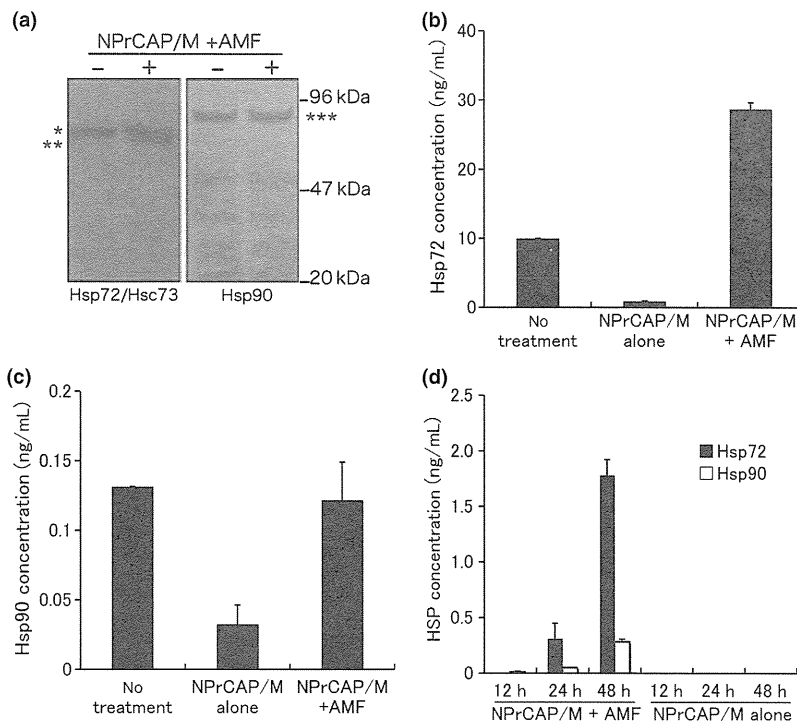 (a)
NPrCAP/M +AMF
− + − +
96 kDa
*
**
***
47 kDa
20 kDa
Hsp72/Hsc73 Hsp90
(b)
Hsp72 concentration (ng/mL)
40
30
20
10
0
No treatment
NPrCAP/M alone
NPrCAP/M + AMF
(c)
Hsp90 concentration (ng/mL)
0.2
0.15
0.1
0.05
0
No treatment
NPrCAP/M alone
NPrCAP/M +AMF
(d)
HSP concentration (ng/mL)
2.5
2.0
1.5
1.0
0.5
0
Hsp72
Hsp90
12 h 24 h 48 h 12 h 24 h 48 h
NPrCAP/M + AMF NPrCAP/M alone